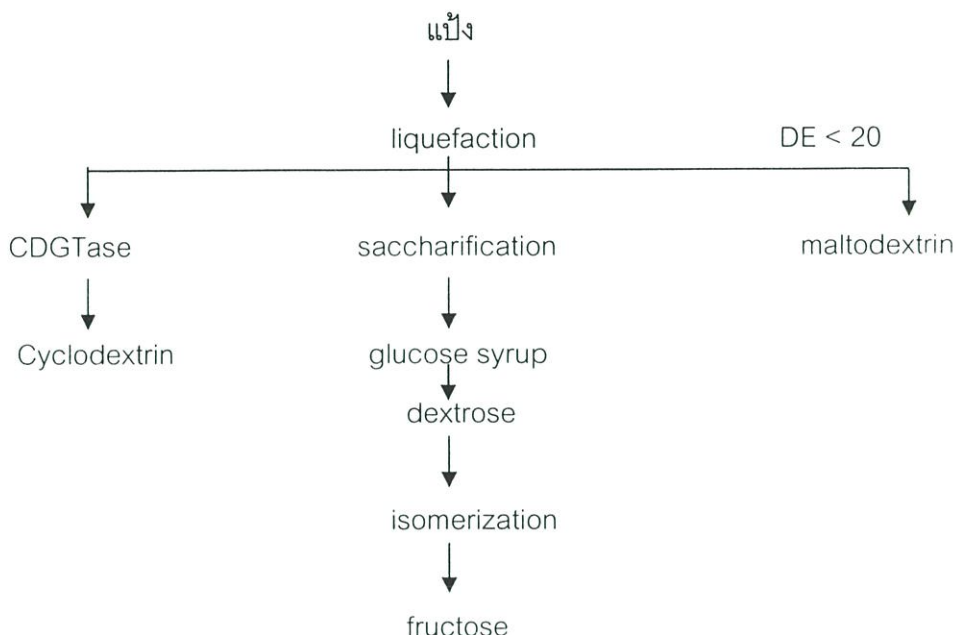 แป้ง
liquefaction DE < 20
CDGTase saccharification maltodextrin
Cyclodextrin glucose syrup
dextrose
isomerization
fructose